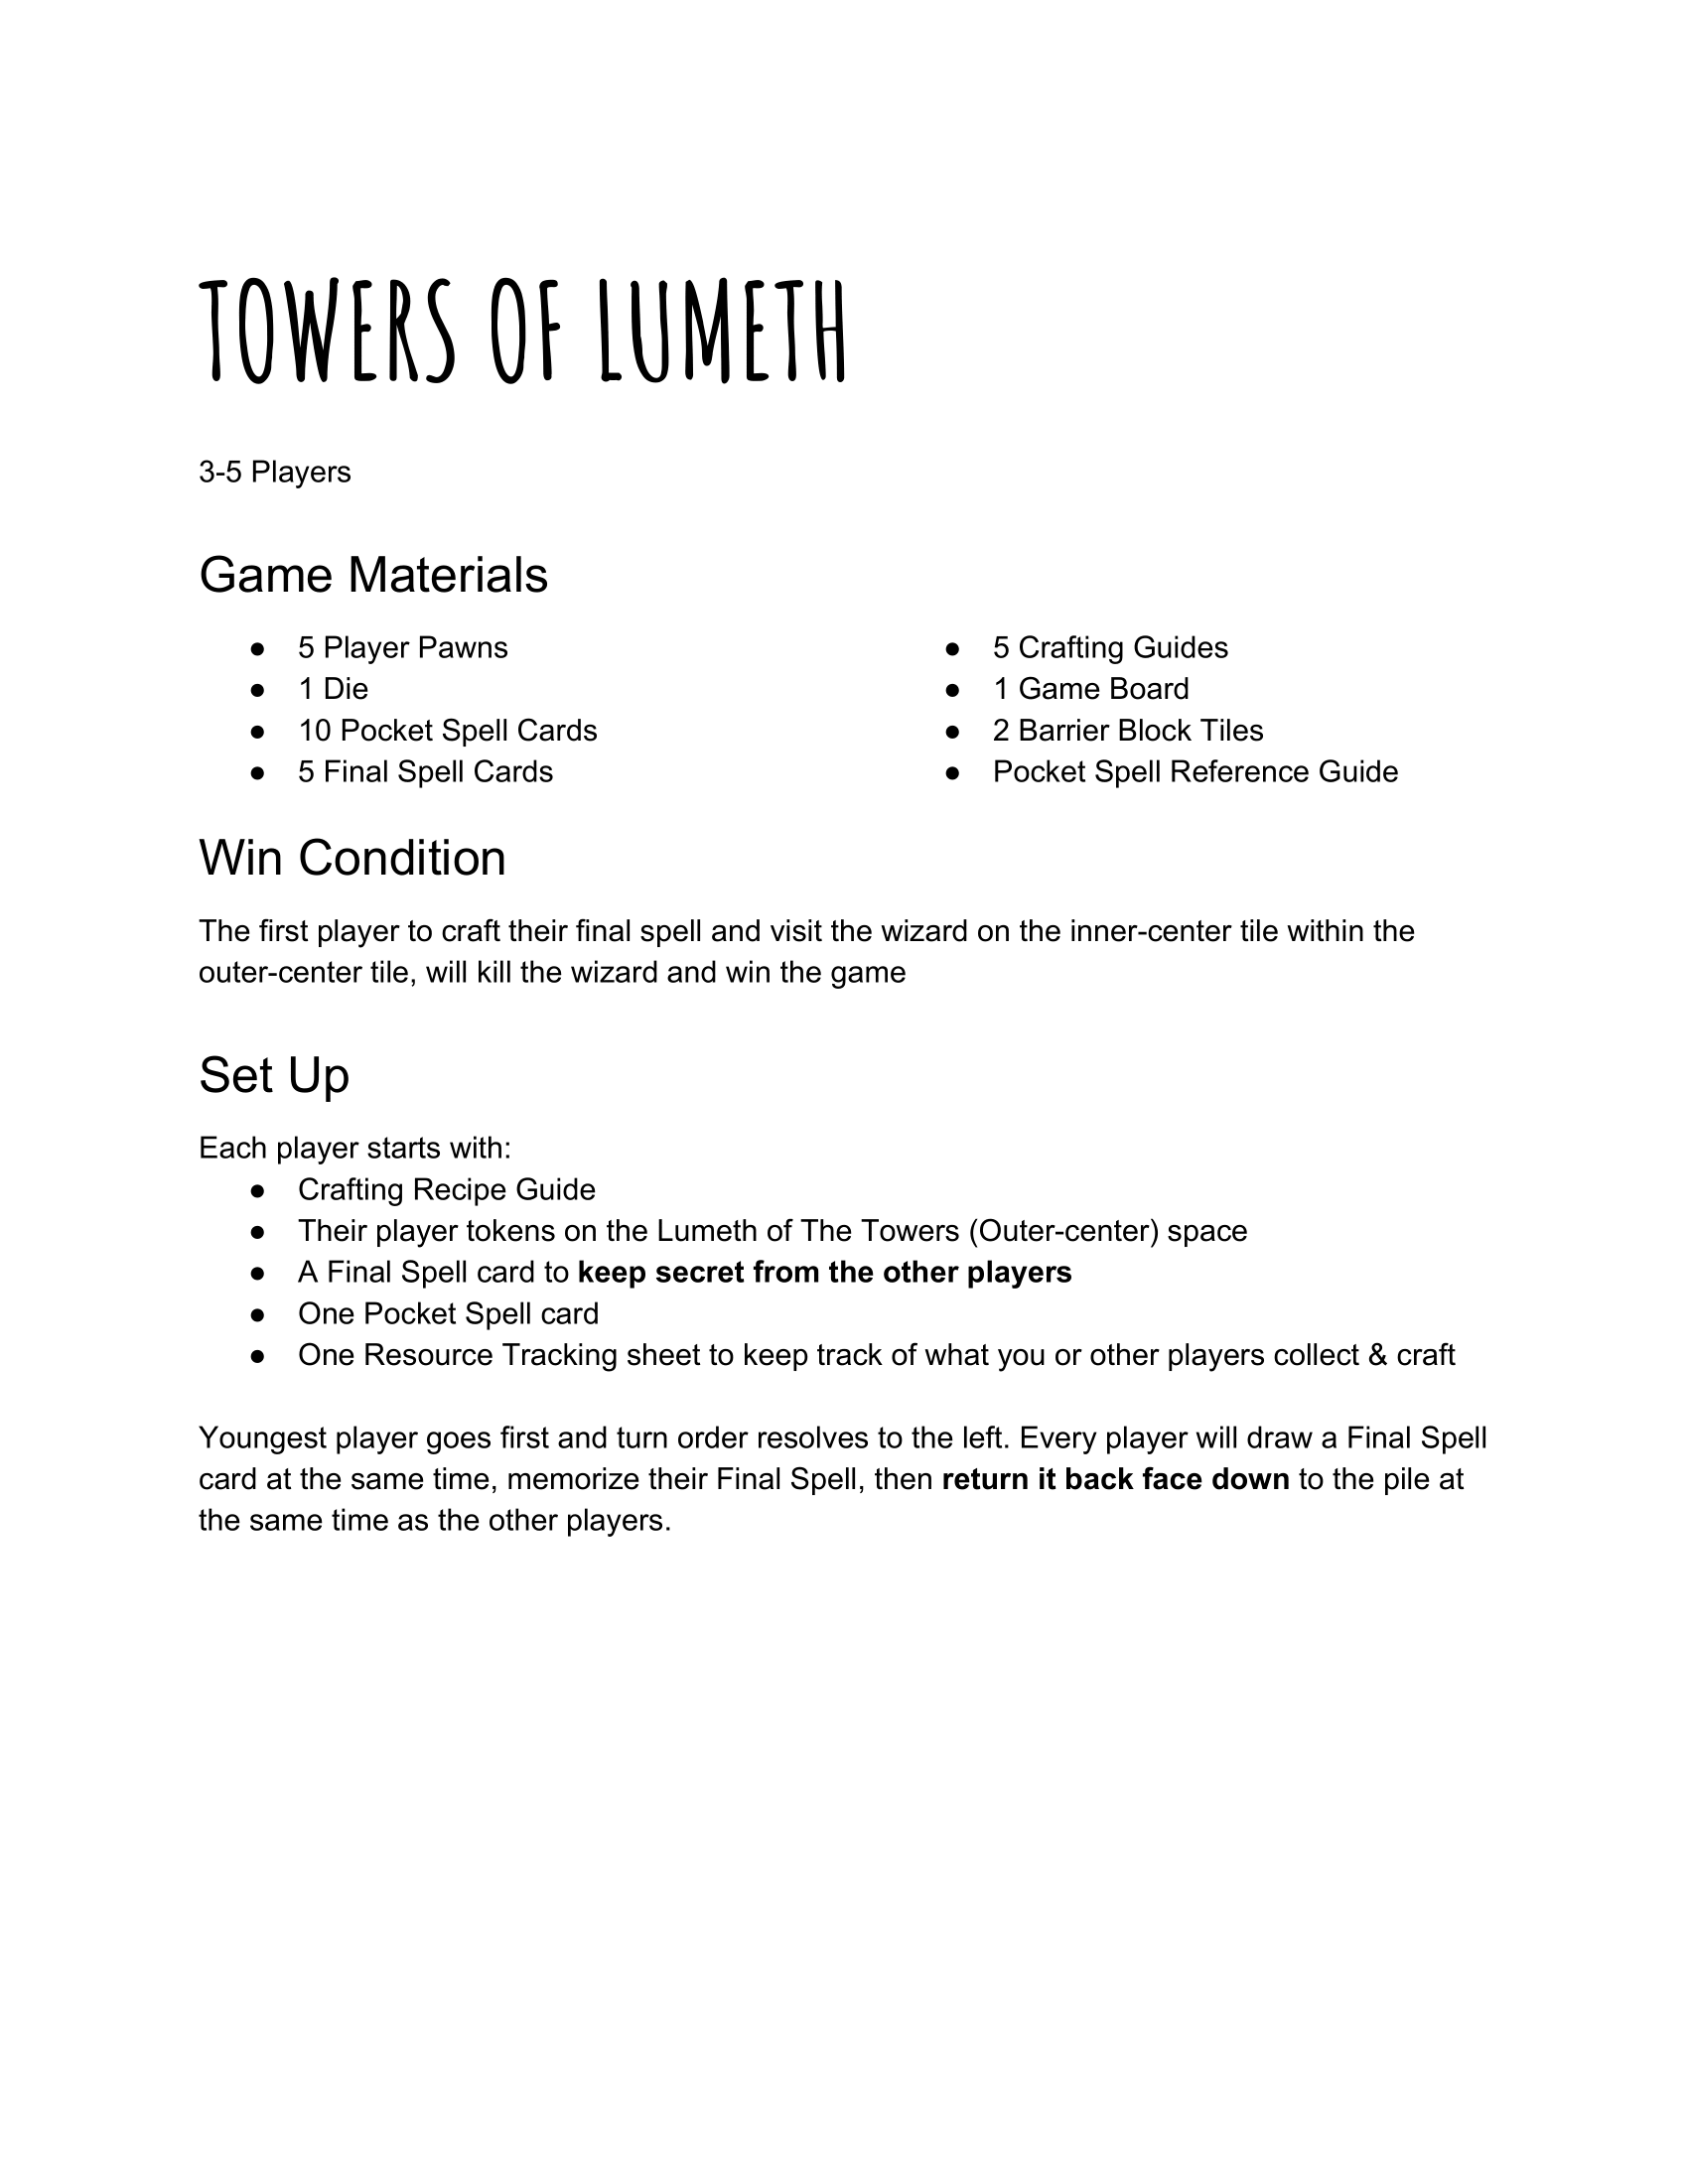 TOWERS OF LUMETH
3-5 Players
Game Materials
● 5 Player Pawns
● 1 Die
● 10 Pocket Spell Cards
● 5 Final Spell Cards
● 5 Crafting Guides
● 1 Game Board
● 2 Barrier Block Tiles
● Pocket Spell Reference Guide
Win Condition
The first player to craft their final spell and visit the wizard on the inner-center tile within the
outer-center tile, will kill the wizard and win the game
Set Up
Each player starts with:
● Crafting Recipe Guide
● Their player tokens on the Lumeth of The Towers (Outer-center) space
● A Final Spell card to keep secret from the other players
● One Pocket Spell card
● One Resource Tracking sheet to keep track of what you or other players collect & craft
Youngest player goes first and turn order resolves to the left. Every player will draw a Final Spell
card at the same time, memorize their Final Spell, then return it back face down to the pile at
the same time as the other players.